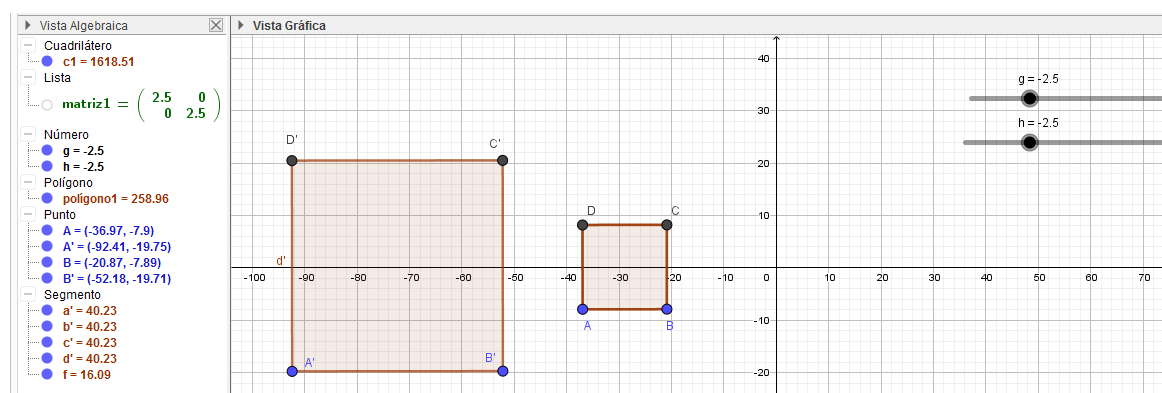 Vista Algebraica
Cuadrilátero
c1 = 1618.51
Lista
matriz1 = ( 2.5 0
0 2.5 )
Número
g = -2.5
h = -2.5
Polígono
polígono1 = 258.96
Punto
A = (-36.97, -7.9)
A' = (-92.41, -19.75)
B = (-20.87, -7.89)
B' = (-52.18, -19.71)
Segmento
a' = 40.23
b' = 40.23
c' = 40.23
d' = 40.23
f = 16.09
Vista Gráfica
40
30
20
10
-10
-20
-100 -90 -80 -70 -60 -50 -40 -30 -20 -10 0 10 20 30 40 50 60 70
g = -2.5
h = -2.5
D' C'
D C
d'
A B
A' B'